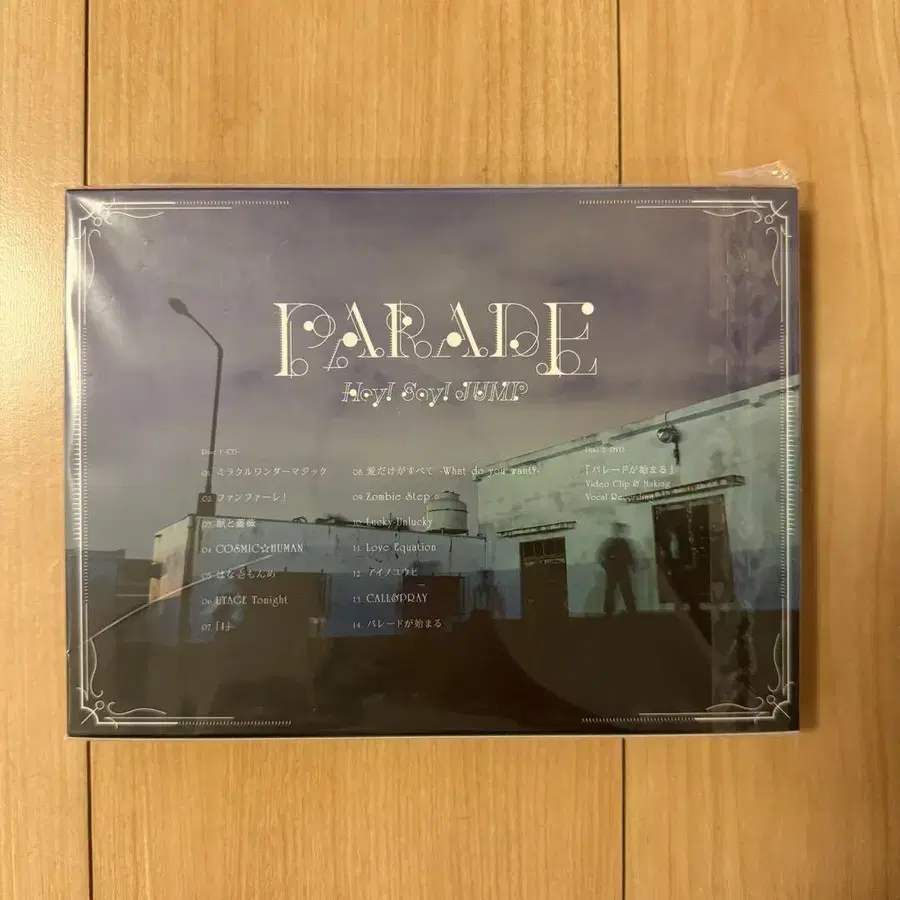 PARADE
Hey! Say! JUMP
Disc 1 -CD-
01. ミラクルワンダーマジック
02. ファンファーレ!
03. 獣と薔薇
04. COSMIC☆HUMAN
05. はなさもんめ
06. UTAGE Tonight
07. 「I」
08. 愛だけがすべて -What do you want?-
09. Zombie Step
10. Lucky-Unlucky
11. Love Equation
12. アイノユウヒ
13. CALL&PRAY
14. パレードが始まる
Disc 2 -DVD-
「パレードが始まる」
Video Clip & Making
Vocal Recording